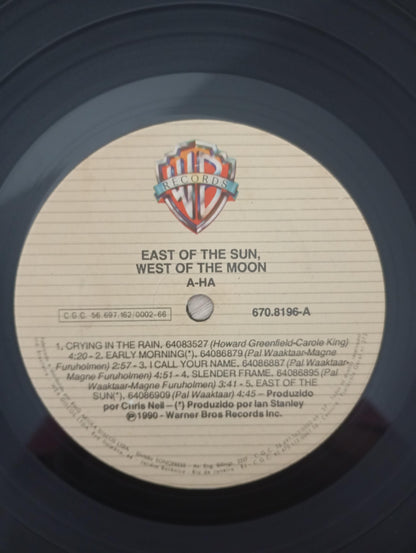 WB
RECORDS
EAST OF THE SUN,
WEST OF THE MOON
A-HA
C.G.C. 56.697.162/0002-66
670.8196-A
1. CRYING IN THE RAIN. 64083527 (Howard Greenfield-Carole King)
4:20 - 2. EARLY MORNING(*). 64086879 (Pal Waaktaar-Magne
Furuholmen) 2:57 - 3. I CALL YOUR NAME. 64086887 (Pal Waaktaar-
Magne Furuholmen) 4:51 - 4. SLENDER FRAME. 64086895 (Pal
Waaktaar-Magne Furuholmen) 3:41 - 5. EAST OF THE
SUN(*). 64086909 (Pal Waaktaar) 4:45 – Produzido
por Chris Neil – (*) Produzido por Ian Stanley
℗1990 - Warner Bros Records Inc.